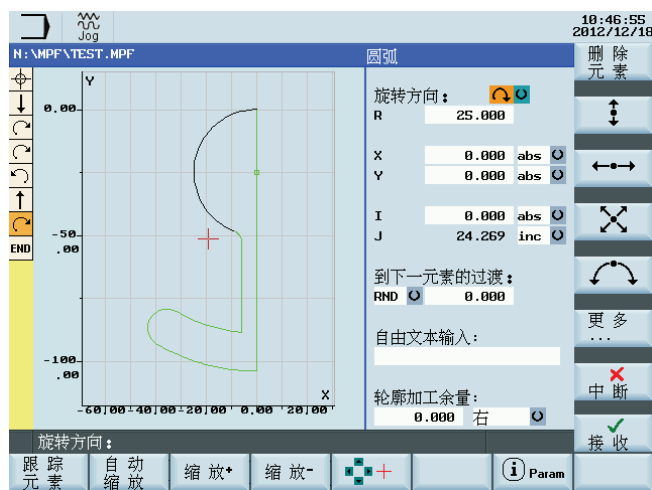 Jog
10:46:55
2012/12/18
N:\MPF\TEST.MPF
圆弧
删 除
元 素
Y
0.00
-50
.00
-100
.00
X
-60,00-40,00-20,00 0,00 20,00
END
旋转方向:
R 25.000
X 0.000 abs
Y 0.000 abs
I 0.000 abs
J 24.269 inc
到下一元素的过渡:
RND 0.000
自由文本输入:
轮廓加工余量:
0.000 右
更 多
...
中 断
接 收
旋转方向:
跟 踪
元 素
自 动
缩 放
缩 放+
缩 放-
i Param